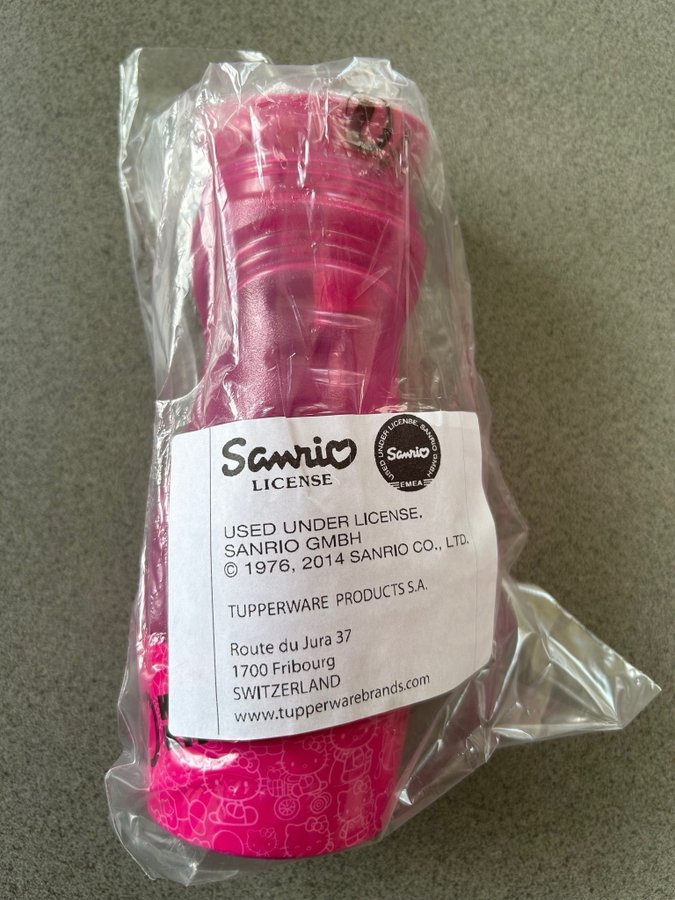 Sanrio
LICENSE
USED UNDER LICENSE. SANRIO GMBH
Sanrio
EMEA
USED UNDER LICENSE.
SANRIO GMBH
© 1976, 2014 SANRIO CO., LTD.
TUPPERWARE PRODUCTS S.A.
Route du Jura 37
1700 Fribourg
SWITZERLAND
www.tupperwarebrands.com